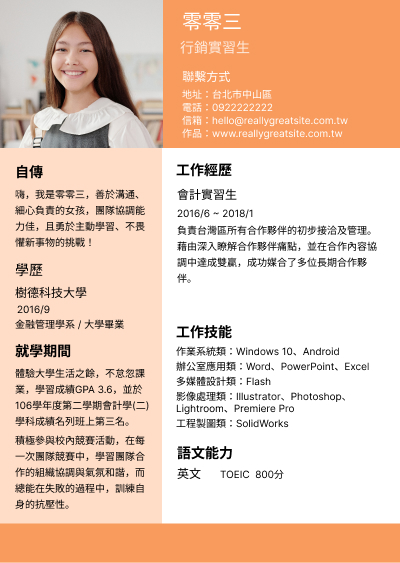 零零三
行銷實習生
聯繫方式
地址：台北市中山區
電話：0922222222
信箱：hello@reallygreatsite.com.tw
作品：www.reallygreatsite.com.tw
自傳
嗨，我是零零三，善於溝通、
細心負責的女孩，團隊協調能
力佳，且勇於主動學習、不畏
懼新事物的挑戰！
學歷
樹德科技大學
2016/9
金融管理學系 / 大學畢業
就學期間
體驗大學生活之餘，不怠忽課
業，學習成績GPA 3.6，並於
106學年度第二學期會計學(二)
學科成績名列班上第三名。
積極參與校內競賽活動，在每
一次團隊競賽中，學習團隊合
作的組織協調與氣氛和諧，而
總能在失敗的過程中，訓練自
身的抗壓性。
工作經歷
會計實習生
2016/6 ~ 2018/1
負責台灣區所有合作夥伴的初步接洽及管理。
藉由深入瞭解合作夥伴痛點，並在合作內容協
調中達成雙贏，成功媒合了多位長期合作夥
伴。
工作技能
作業系統類：Windows 10、Android
辦公室應用類：Word、PowerPoint、Excel
多媒體設計類：Flash
影像處理類：Illustrator、Photoshop、
Lightroom、Premiere Pro
工程製圖類：SolidWorks
語文能力
英文 TOEIC 800分